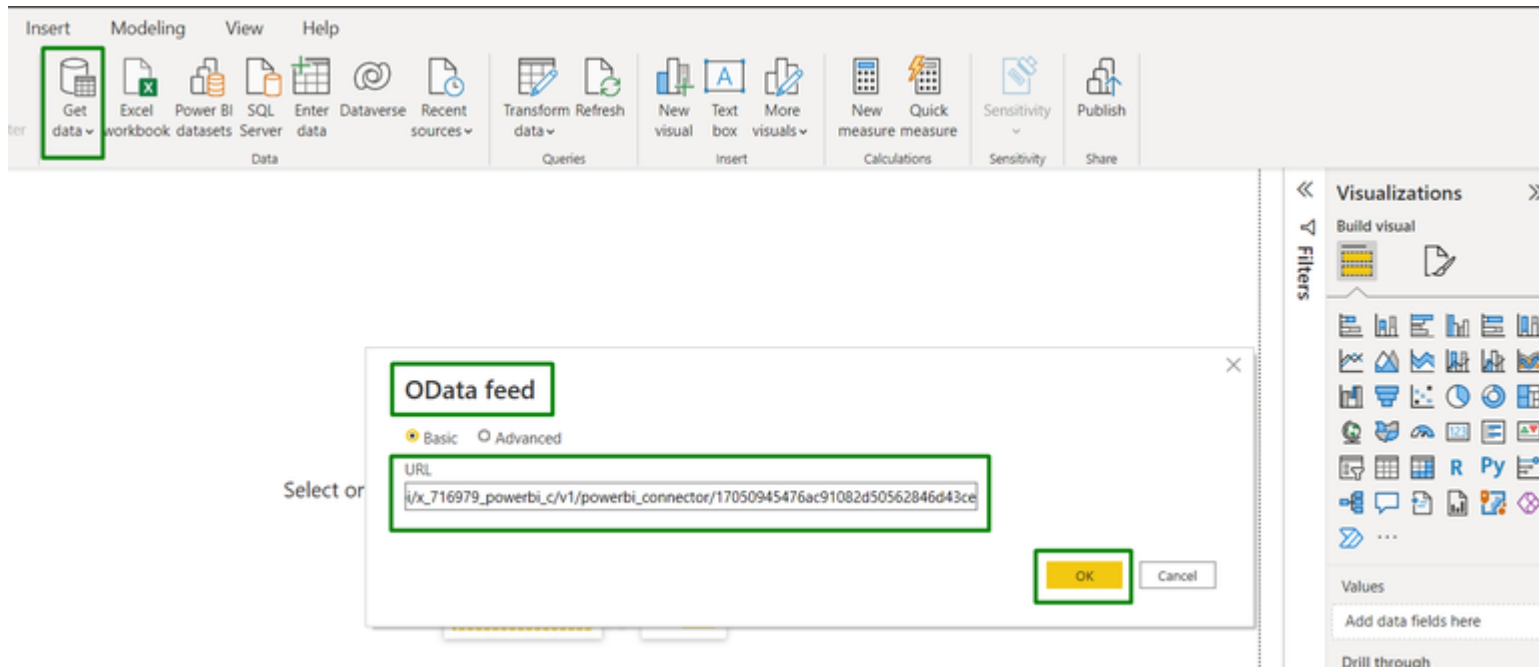 Insert Modeling View Help
Get data
Excel workbook
Power BI datasets
SQL Server
Enter data
Dataverse
Recent sources
Transform data
Refresh
New visual
Text box
More visuals
New measure
Quick measure
Sensitivity
Publish
Data Queries Insert Calculations Sensitivity Share
Visualizations
Build visual
Filters
123
R Py
OData feed
Basic Advanced
URL
i/x_716979_powerbi_c/v1/powerbi_connector/17050945476ac91082d50562846d43ce
Select or
OK Cancel
Values
Add data fields here
Drill through